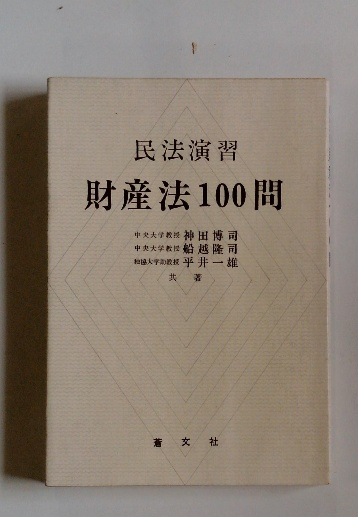 民法演習
財産法100問
中央大学教授 神田博司
中央大学教授 船越隆司
独協大学助教授 平井一雄
共著
蒼文社